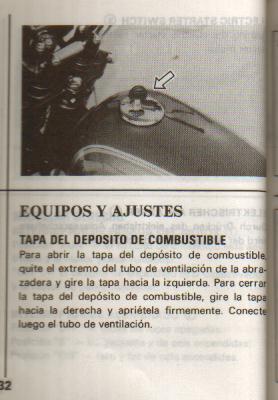 EQUIPOS Y AJUSTES
TAPA DEL DEPOSITO DE COMBUSTIBLE
Para abrir la tapa del depósito de combustible,
quite el extremo del tubo de ventilación de la abra-
zadera y gire la tapa hacia la izquierda. Para cerrar
la tapa del depósito de combustible, gire la tapa
hacia la derecha y apriétela firmemente. Conecte
luego el tubo de ventilación.
32